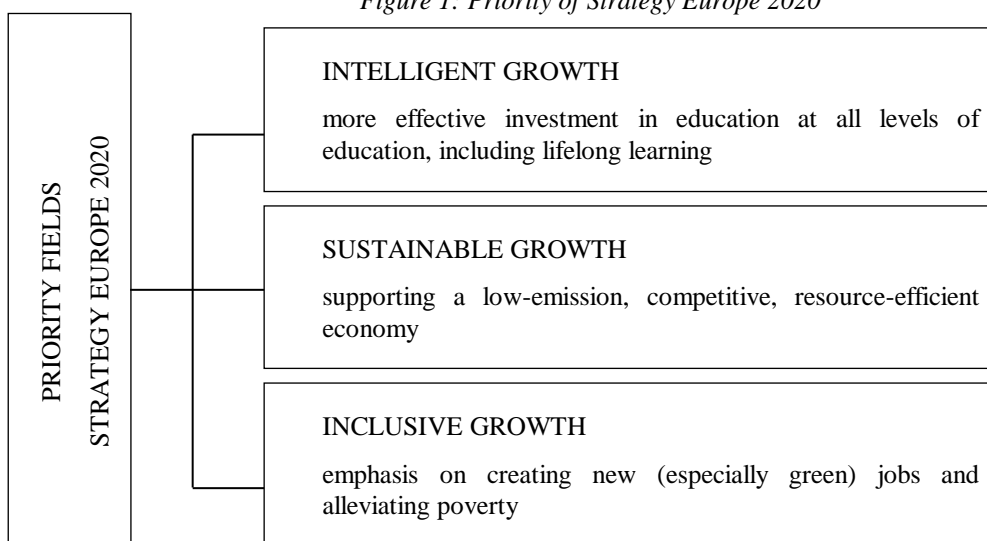 Figure 1: Priority of Strategy Europe 2020
PRIORITY FIELDS
STRATEGY EUROPE 2020
INTELLIGENT GROWTH
more effective investment in education at all levels of
education, including lifelong learning
SUSTAINABLE GROWTH
supporting a low-emission, competitive, resource-efficient
economy
INCLUSIVE GROWTH
emphasis on creating new (especially green) jobs and
alleviating poverty